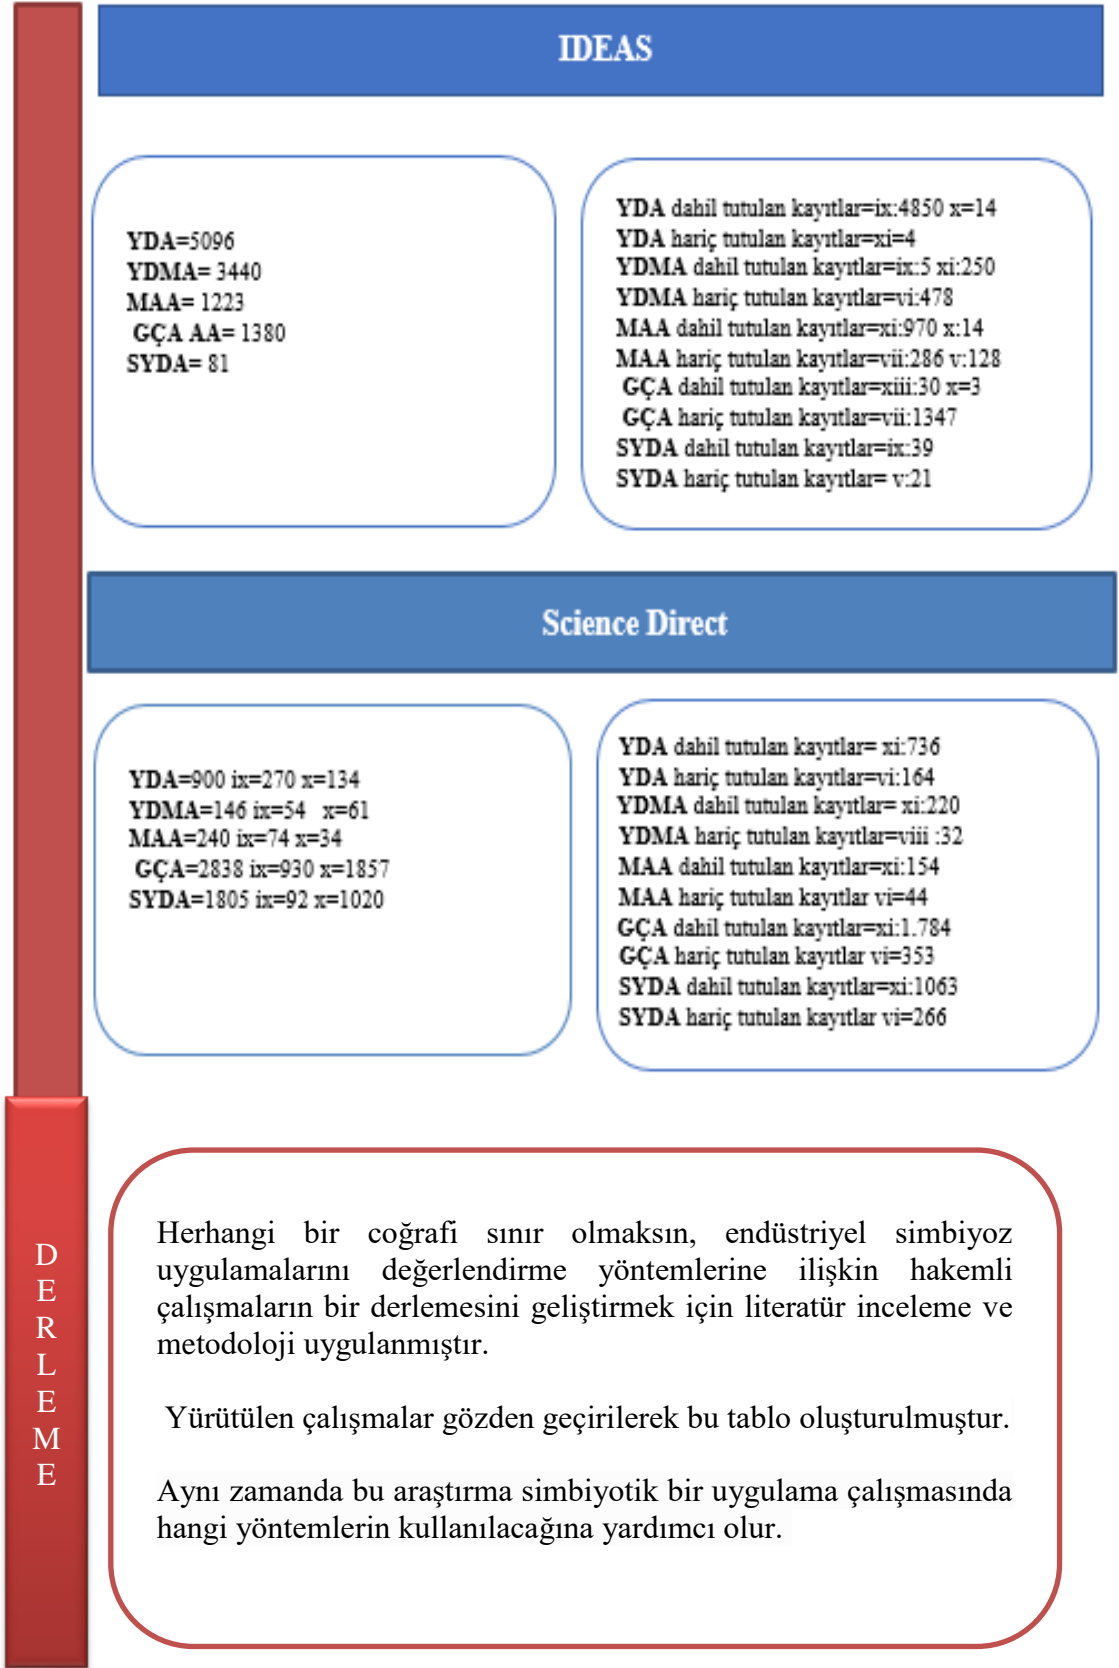 IDEAS
YDA=5096
YDMA= 3440
MAA= 1223
GÇA AA= 1380
SYDA= 81
YDA dahil tutulan kayıtlar=ix:4850 x=14
YDA hariç tutulan kayıtlar=xi=4
YDMA dahil tutulan kayıtlar=ix:5 xi:250
YDMA hariç tutulan kayıtlar=vi:478
MAA dahil tutulan kayıtlar=xi:970 x:14
MAA hariç tutulan kayıtlar=vii:286 v:128
GÇA dahil tutulan kayıtlar=xiii:30 x=3
GÇA hariç tutulan kayıtlar=vii:1347
SYDA dahil tutulan kayıtlar=ix:39
SYDA hariç tutulan kayıtlar= v:21
Science Direct
YDA=900 ix=270 x=134
YDMA=146 ix=54 x=61
MAA=240 ix=74 x=34
GÇA=2838 ix=930 x=1857
SYDA=1805 ix=92 x=1020
YDA dahil tutulan kayıtlar= xi:736
YDA hariç tutulan kayıtlar=vi:164
YDMA dahil tutulan kayıtlar= xi:220
YDMA hariç tutulan kayıtlar=viii :32
MAA dahil tutulan kayıtlar=xi:154
MAA hariç tutulan kayıtlar vi=44
GÇA dahil tutulan kayıtlar=xi:1.784
GÇA hariç tutulan kayıtlar vi=353
SYDA dahil tutulan kayıtlar=xi:1063
SYDA hariç tutulan kayıtlar vi=266
D
E
R
L
E
M
E
Herhangi bir coğrafi sınır olmaksın, endüstriyel simbiyoz
uygulamalarını değerlendirme yöntemlerine ilişkin hakemli
çalışmaların bir derlemesini geliştirmek için literatür inceleme ve
metodoloji uygulanmıştır.
Yürütülen çalışmalar gözden geçirilerek bu tablo oluşturulmuştur.
Aynı zamanda bu araştırma simbiyotik bir uygulama çalışmasında
hangi yöntemlerin kullanılacağına yardımcı olur.